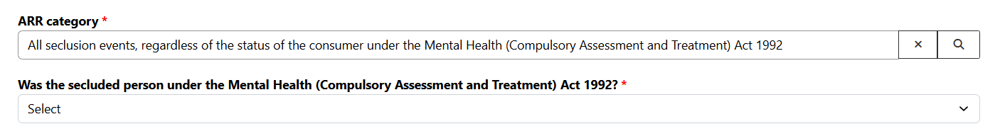 ARR category *
All seclusion events, regardless of the status of the consumer under the Mental Health (Compulsory Assessment and Treatment) Act 1992
Was the secluded person under the Mental Health (Compulsory Assessment and Treatment) Act 1992? *
Select